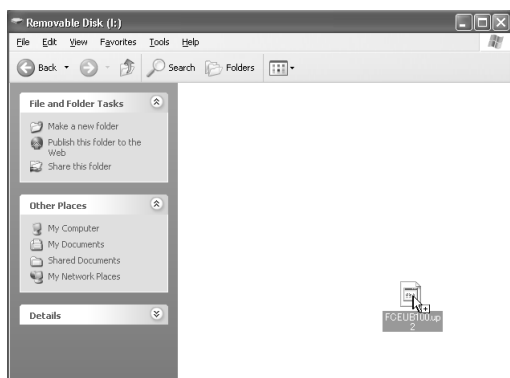 Removable Disk (I:)
File Edit View Favorites Tools Help
Back Search Folders
File and Folder Tasks
Make a new folder
Publish this folder to the
Web
Share this folder
Other Places
My Computer
My Documents
Shared Documents
My Network Places
Details
FCEUB100.up
2